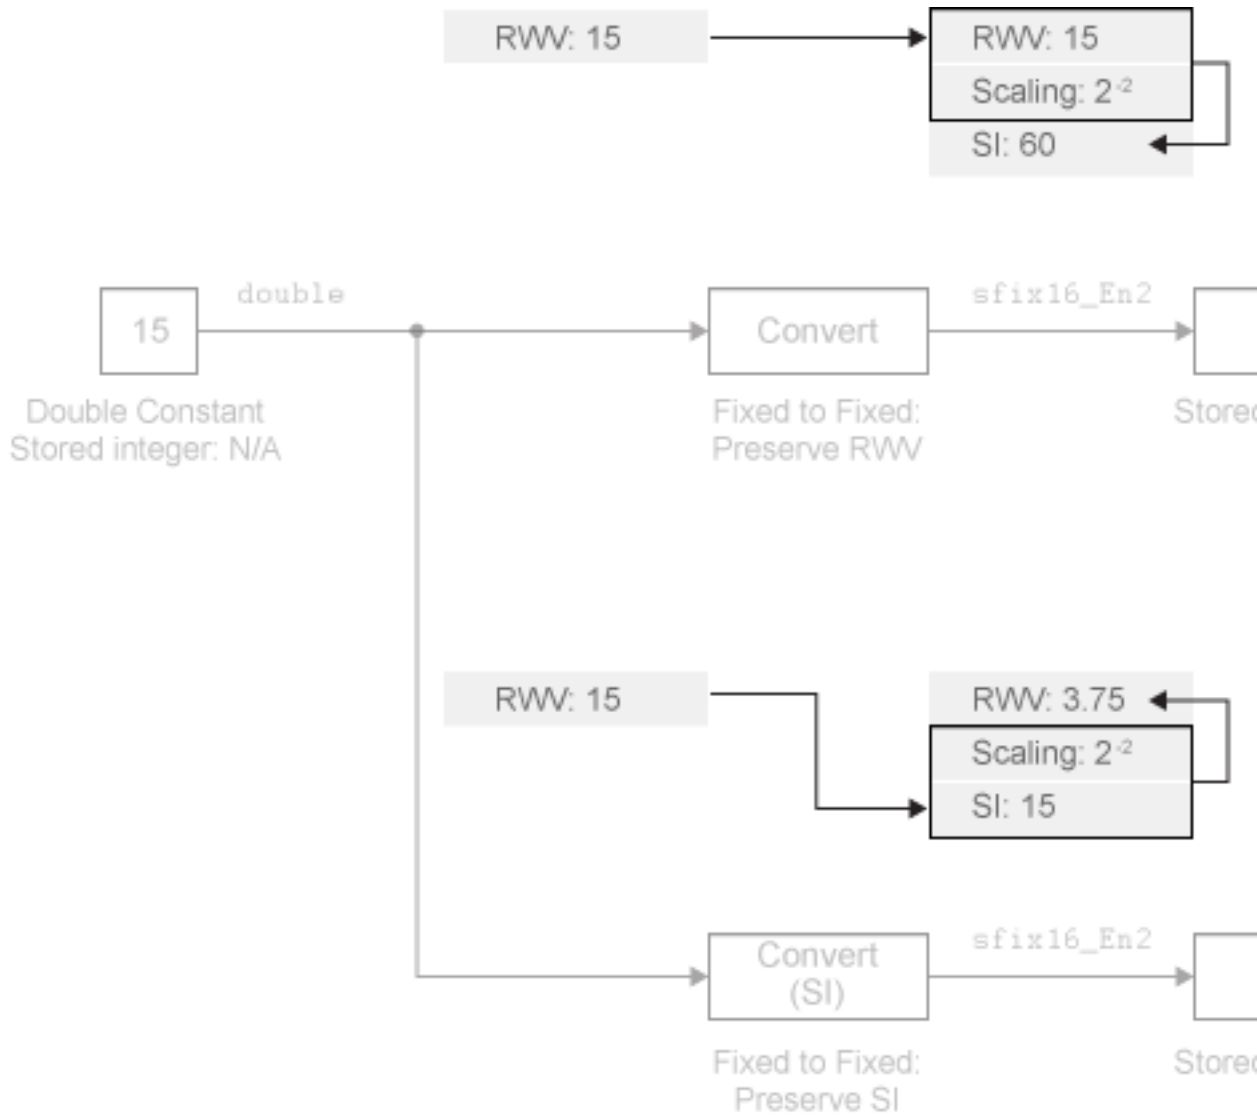 RWV: 15
RWV: 15
Scaling: 2⁻²
SI: 60
double
sfix16_En2
15
Convert
Double Constant
Stored integer: N/A
Fixed to Fixed:
Preserve RWV
RWV: 15
RWV: 3.75
Scaling: 2⁻²
SI: 15
sfix16_En2
Convert
(SI)
Fixed to Fixed:
Preserve SI